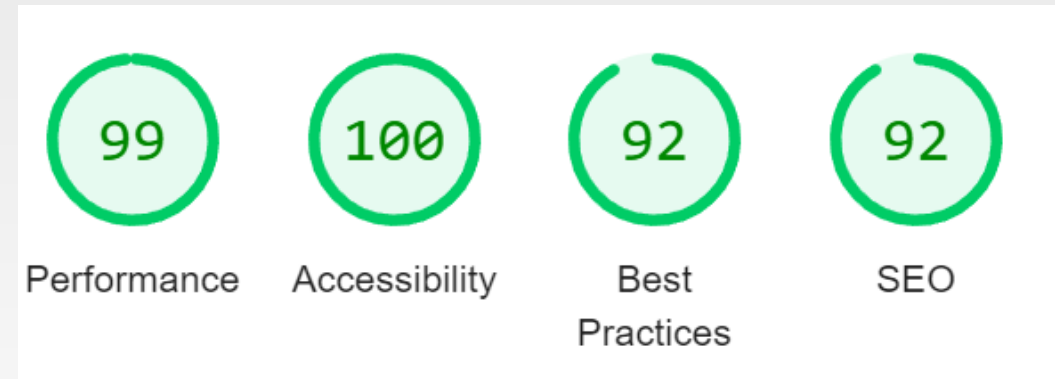 99
100
92
92
Performance
Accessibility
Best
Practices
SEO